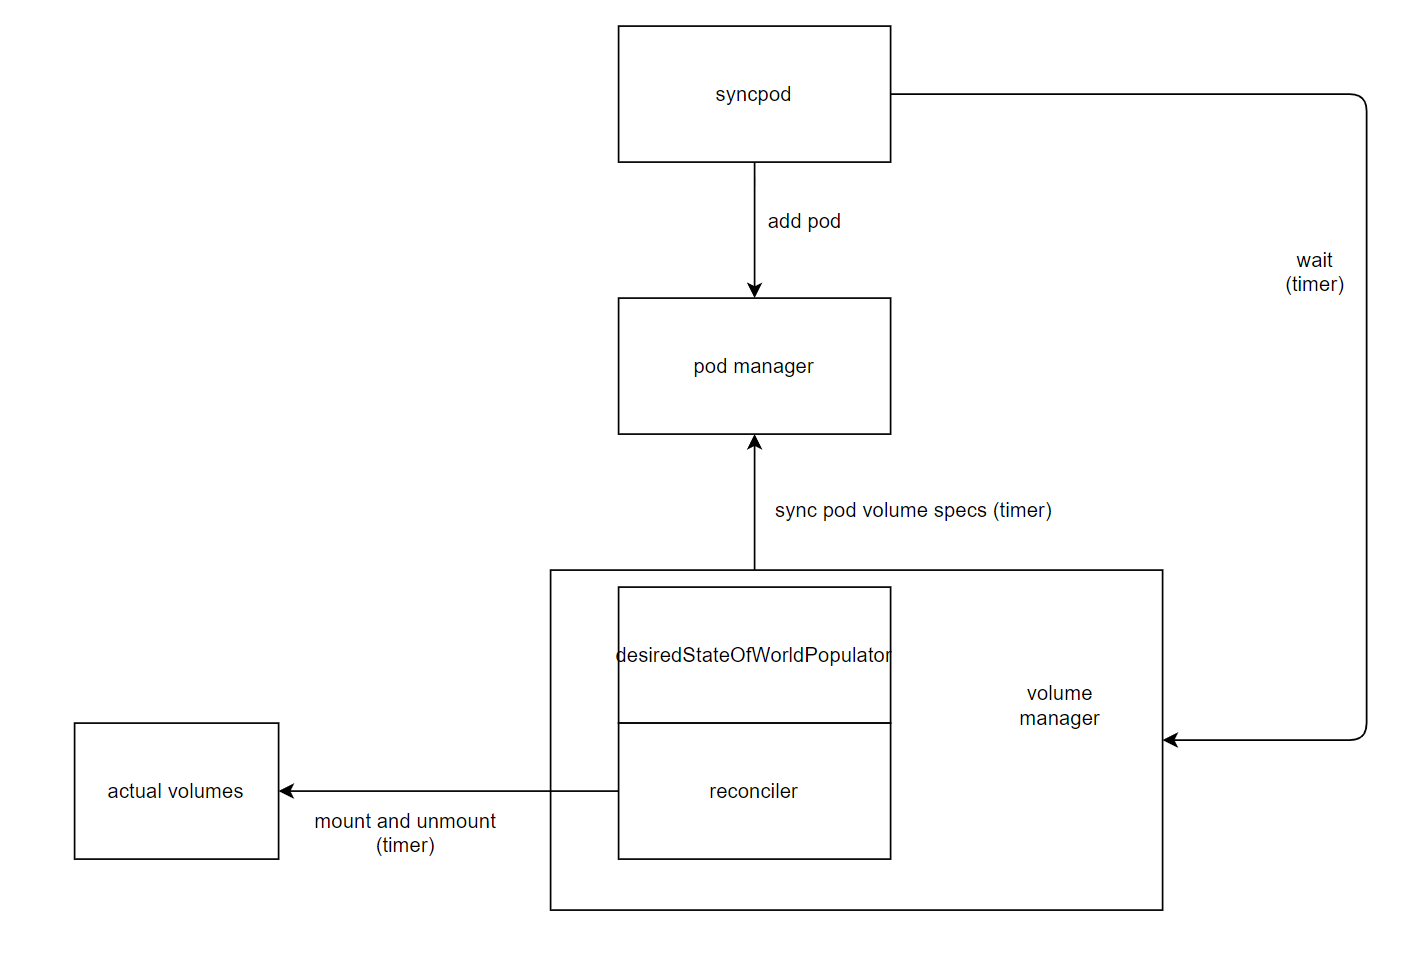 syncpod
add pod
wait
(timer)
pod manager
sync pod volume specs (timer)
desiredStateOfWorldPopulator
volume
manager
actual volumes
reconciler
mount and unmount
(timer)